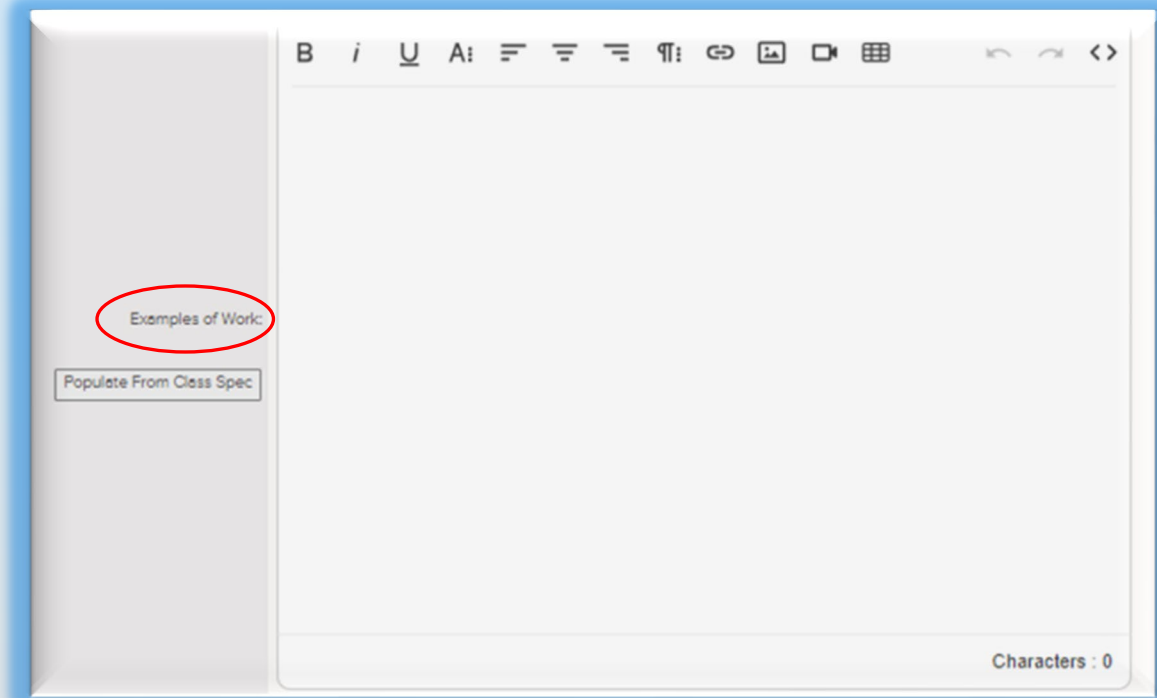 B i U A
Examples of Work:
Populate From Class Spec
Characters : 0